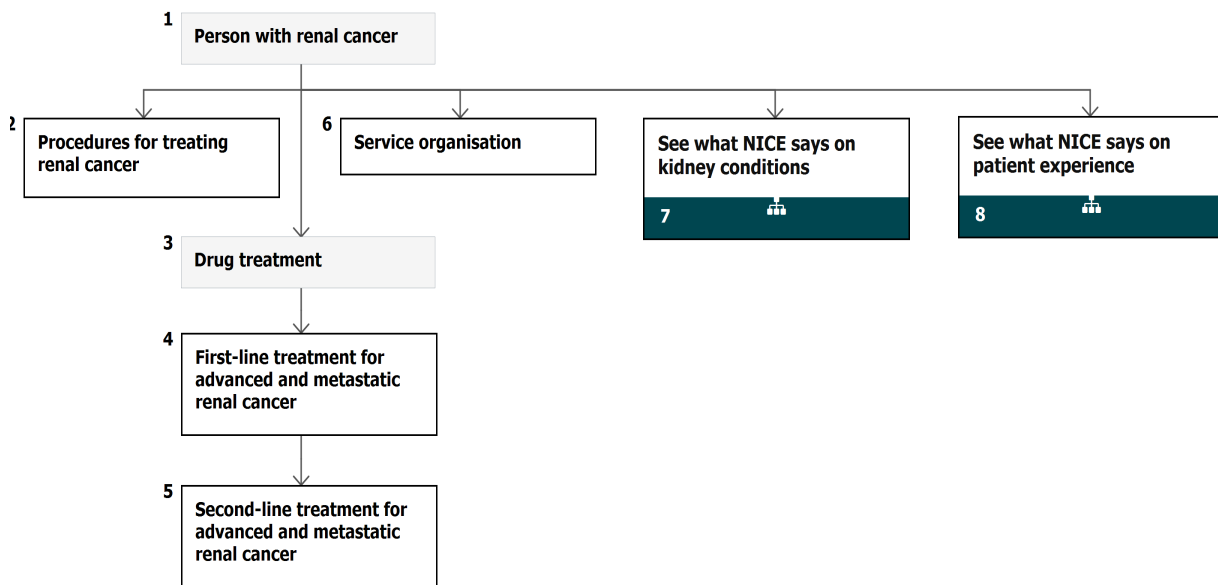 1
Person with renal cancer
2
Procedures for treating
renal cancer
6
Service organisation
See what NICE says on
kidney conditions
7
See what NICE says on
patient experience
8
3
Drug treatment
4
First-line treatment for
advanced and metastatic
renal cancer
5
Second-line treatment for
advanced and metastatic
renal cancer